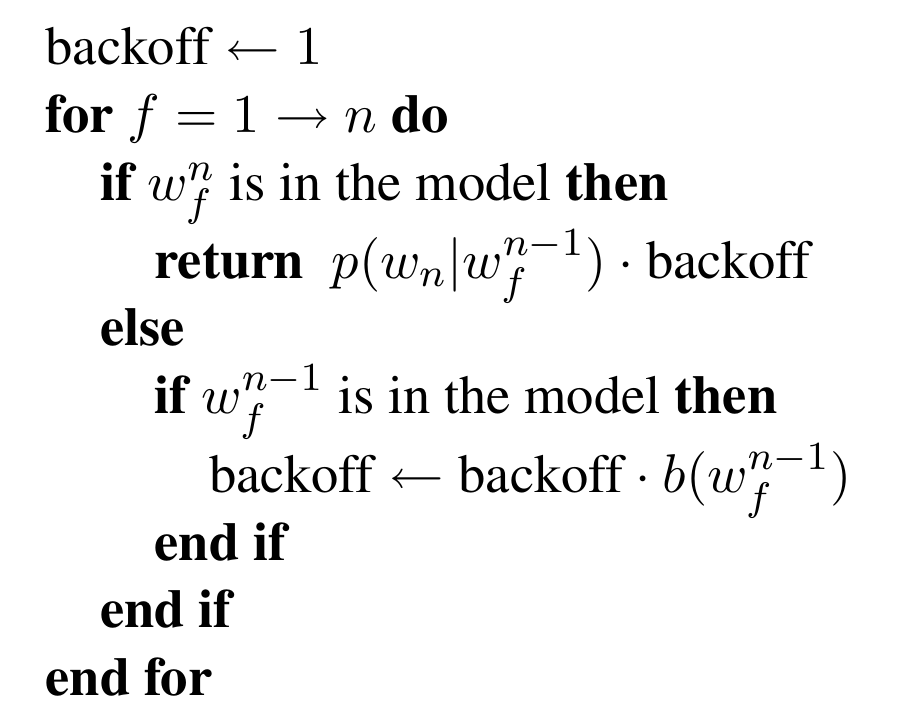 backoff ← 1
for f = 1 → n do
if w_f^n is in the model then
return p(w_n|w_f^{n−1}) · backoff
else
if w_f^{n−1} is in the model then
backoff ← backoff · b(w_f^{n−1})
end if
end if
end for